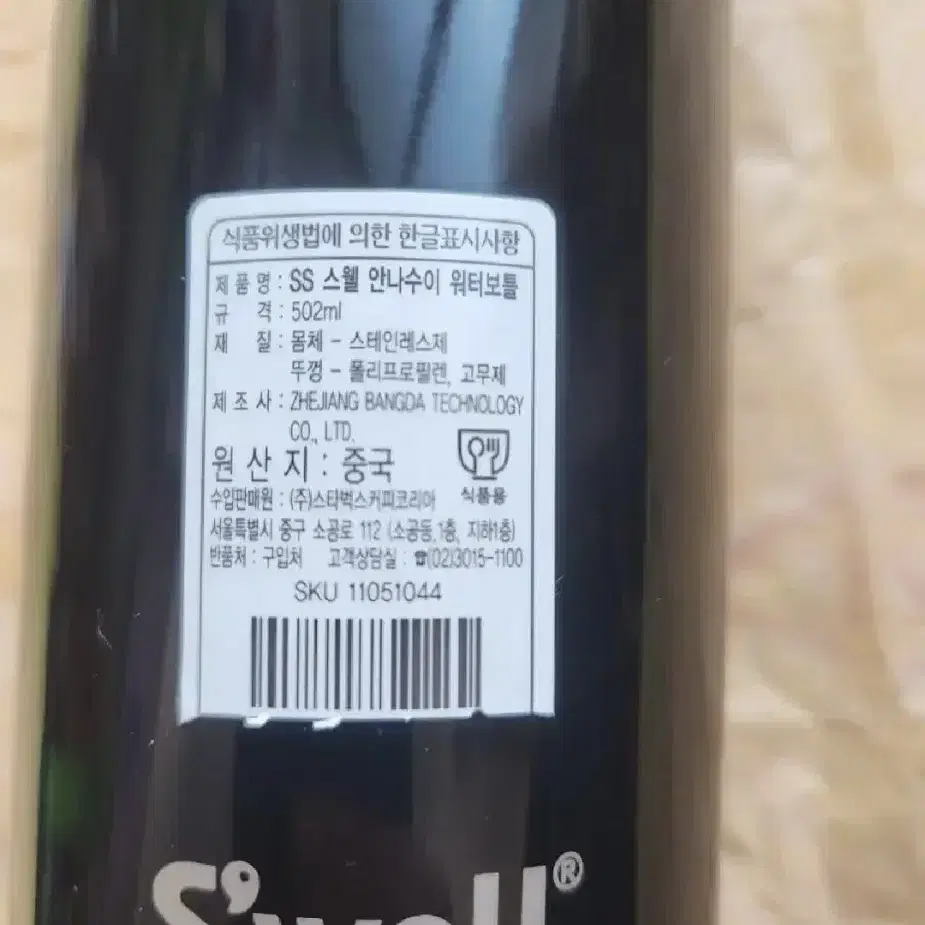 식품위생법에 의한 한글표시사항
제 품 명 : SS 스웰 안나수이 워터보틀
규 격 : 502ml
재 질 : 몸체 - 스테인레스제
뚜껑 - 폴리프로필렌, 고무제
제 조 사 : ZHEJIANG BANGDA TECHNOLOGY
CO., LTD.
원 산 지 : 중국
식품용
수입판매원 : (주)스타벅스커피코리아
서울특별시 중구 소공로 112 (소공동,1층, 지하1층)
반품처 : 구입처 고객상담실 : ☎(02)3015-1100
SKU 11051044
S'well®